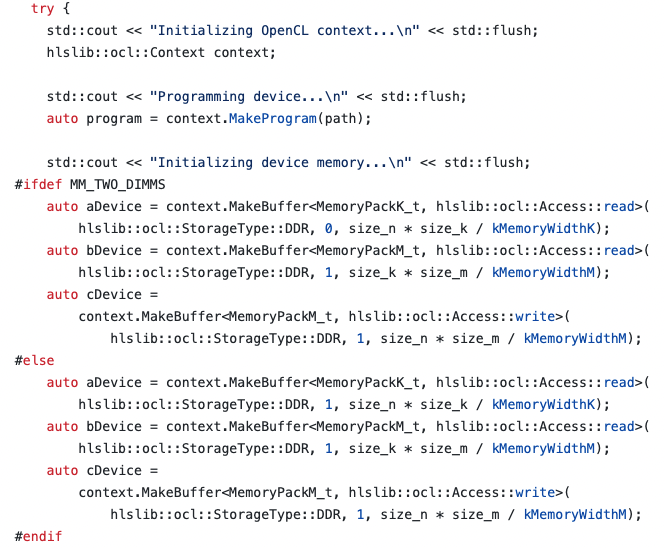 try {
std::cout << "Initializing OpenCL context...\n" << std::flush;
hlslib::ocl::Context context;
std::cout << "Programming device...\n" << std::flush;
auto program = context.MakeProgram(path);
std::cout << "Initializing device memory...\n" << std::flush;
#ifdef MM_TWO_DIMMS
auto aDevice = context.MakeBuffer<MemoryPackK_t, hlslib::ocl::Access::read>(
hlslib::ocl::StorageType::DDR, 0, size_n * size_k / kMemoryWidthK);
auto bDevice = context.MakeBuffer<MemoryPackM_t, hlslib::ocl::Access::read>(
hlslib::ocl::StorageType::DDR, 1, size_k * size_m / kMemoryWidthM);
auto cDevice =
context.MakeBuffer<MemoryPackM_t, hlslib::ocl::Access::write>(
hlslib::ocl::StorageType::DDR, 1, size_n * size_m / kMemoryWidthM);
#else
auto aDevice = context.MakeBuffer<MemoryPackK_t, hlslib::ocl::Access::read>(
hlslib::ocl::StorageType::DDR, 1, size_n * size_k / kMemoryWidthK);
auto bDevice = context.MakeBuffer<MemoryPackM_t, hlslib::ocl::Access::read>(
hlslib::ocl::StorageType::DDR, 1, size_k * size_m / kMemoryWidthM);
auto cDevice =
context.MakeBuffer<MemoryPackM_t, hlslib::ocl::Access::write>(
hlslib::ocl::StorageType::DDR, 1, size_n * size_m / kMemoryWidthM);
#endif